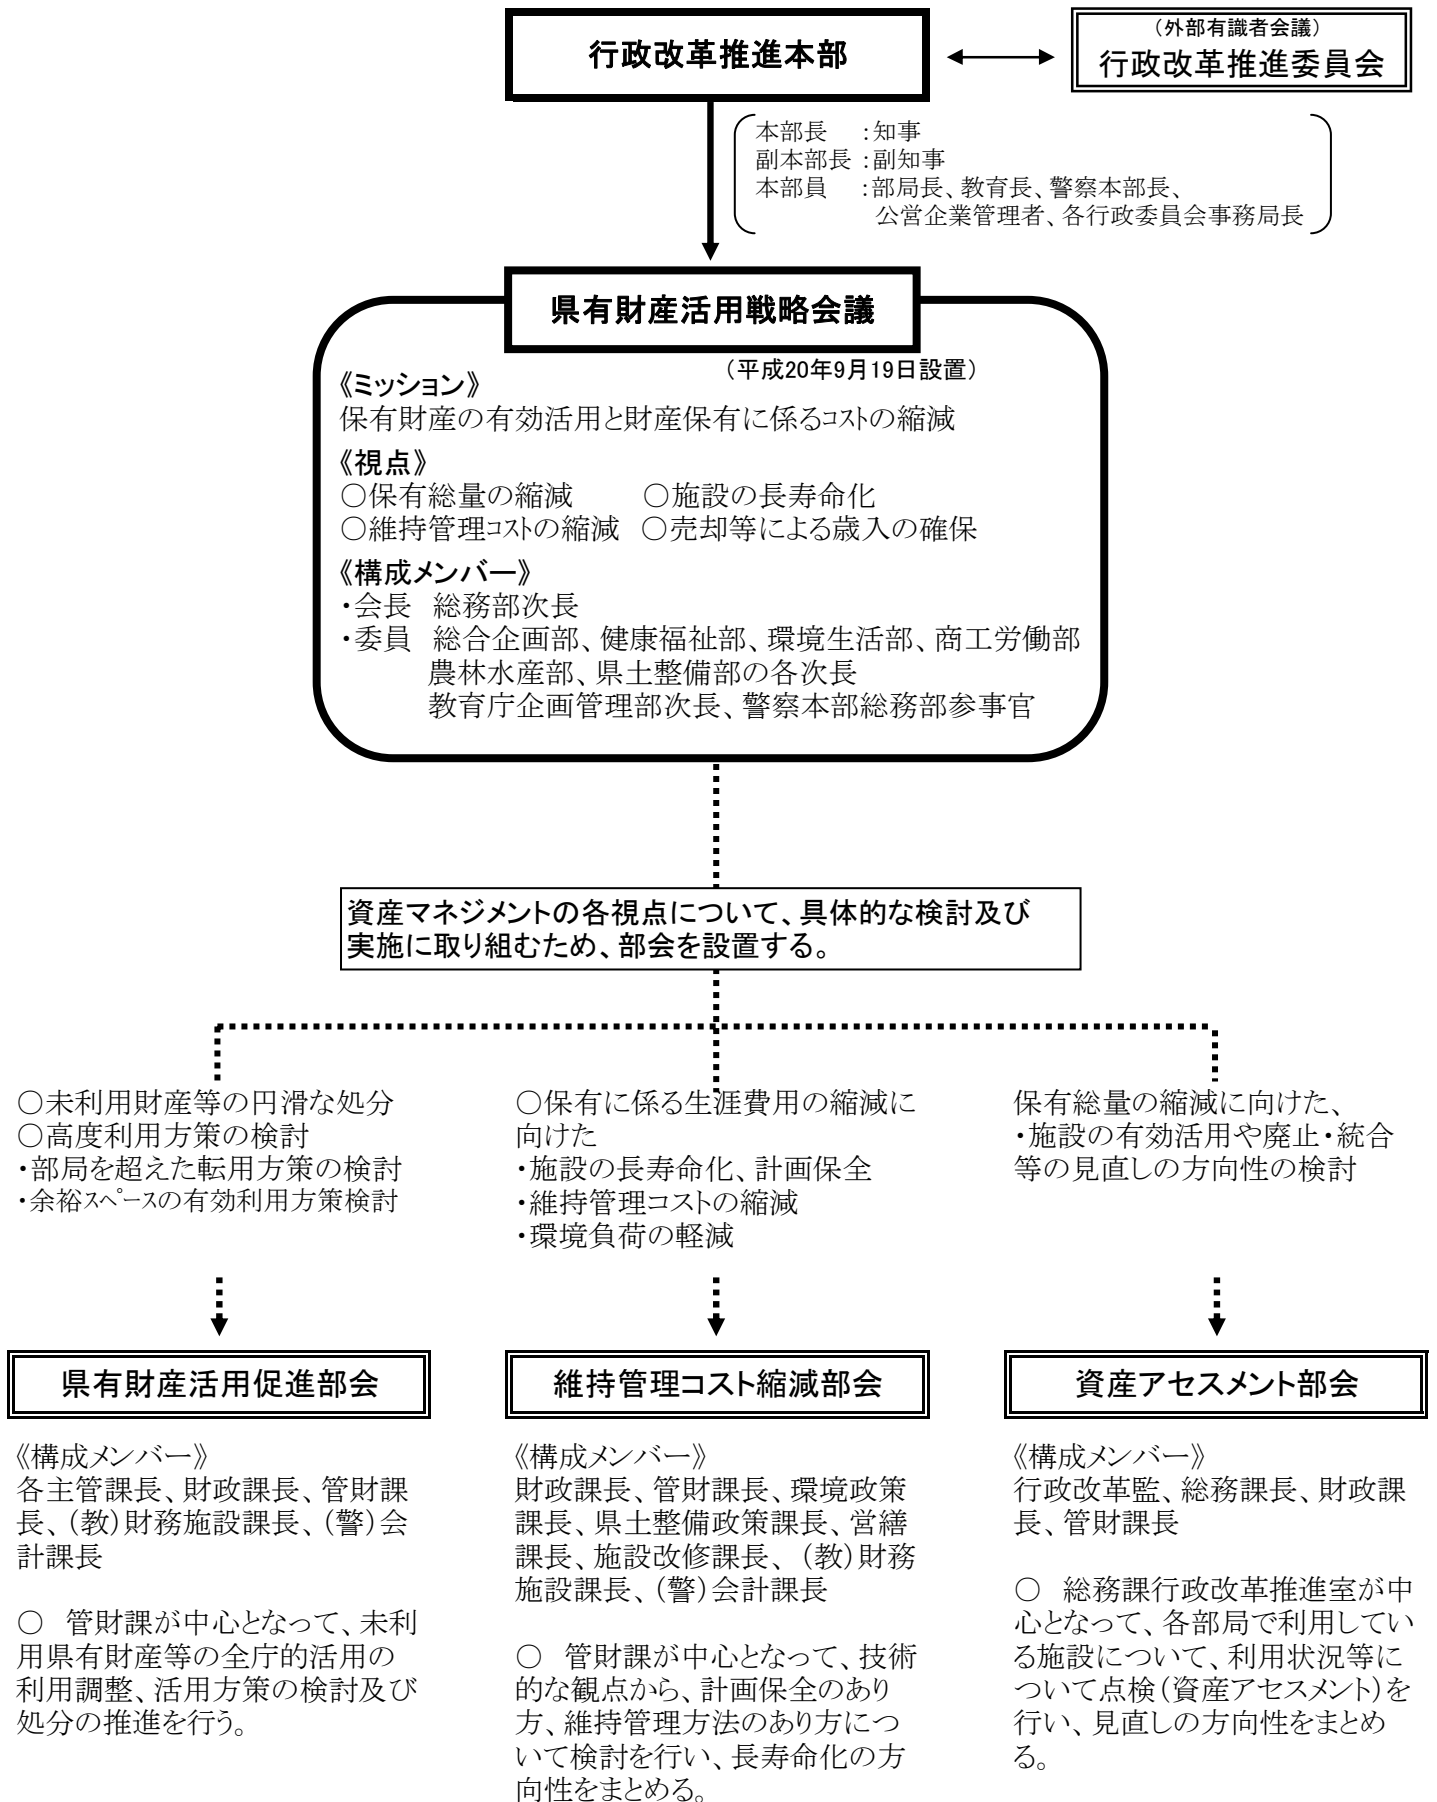 行政改革推進本部
（外部有識者会議）
行政改革推進委員会
本部長　：知事
副本部長：副知事
本部員　：部局長、教育長、警察本部長、
公営企業管理者、各行政委員会事務局長
県有財産活用戦略会議
（平成20年9月19日設置）
《ミッション》
保有財産の有効活用と財産保有に係るコストの縮減
《視点》
○保有総量の縮減　　○施設の長寿命化
○維持管理コストの縮減　○売却等による歳入の確保
《構成メンバー》
・会長　総務部次長
・委員　総合企画部、健康福祉部、環境生活部、商工労働部
農林水産部、県土整備部の各次長
教育庁企画管理部次長、警察本部総務部参事官
資産マネジメントの各視点について、具体的な検討及び
実施に取り組むため、部会を設置する。
○未利用財産等の円滑な処分
○高度利用方策の検討
・部局を超えた転用方策の検討
・余裕スペースの有効利用方策検討
県有財産活用促進部会
《構成メンバー》
各主管課長、財政課長、管財課
長、（教）財務施設課長、（警）会
計課長
○　管財課が中心となって、未利
用県有財産等の全庁的活用の
利用調整、活用方策の検討及び
処分の推進を行う。
○保有に係る生涯費用の縮減に
向けた
・施設の長寿命化、計画保全
・維持管理コストの縮減
・環境負荷の軽減
維持管理コスト縮減部会
《構成メンバー》
財政課長、管財課長、環境政策
課長、県土整備政策課長、営繕
課長、施設改修課長、（教）財務
施設課長、（警）会計課長
○　管財課が中心となって、技術
的な観点から、計画保全のあり
方、維持管理方法のあり方につ
いて検討を行い、長寿命化の方
向性をまとめる。
保有総量の縮減に向けた、
・施設の有効活用や廃止・統合
等の見直しの方向性の検討
資産アセスメント部会
《構成メンバー》
行政改革監、総務課長、財政課
長、管財課長
○　総務課行政改革推進室が中
心となって、各部局で利用してい
る施設について、利用状況等に
ついて点検（資産アセスメント）を
行い、見直しの方向性をまとめ
る。